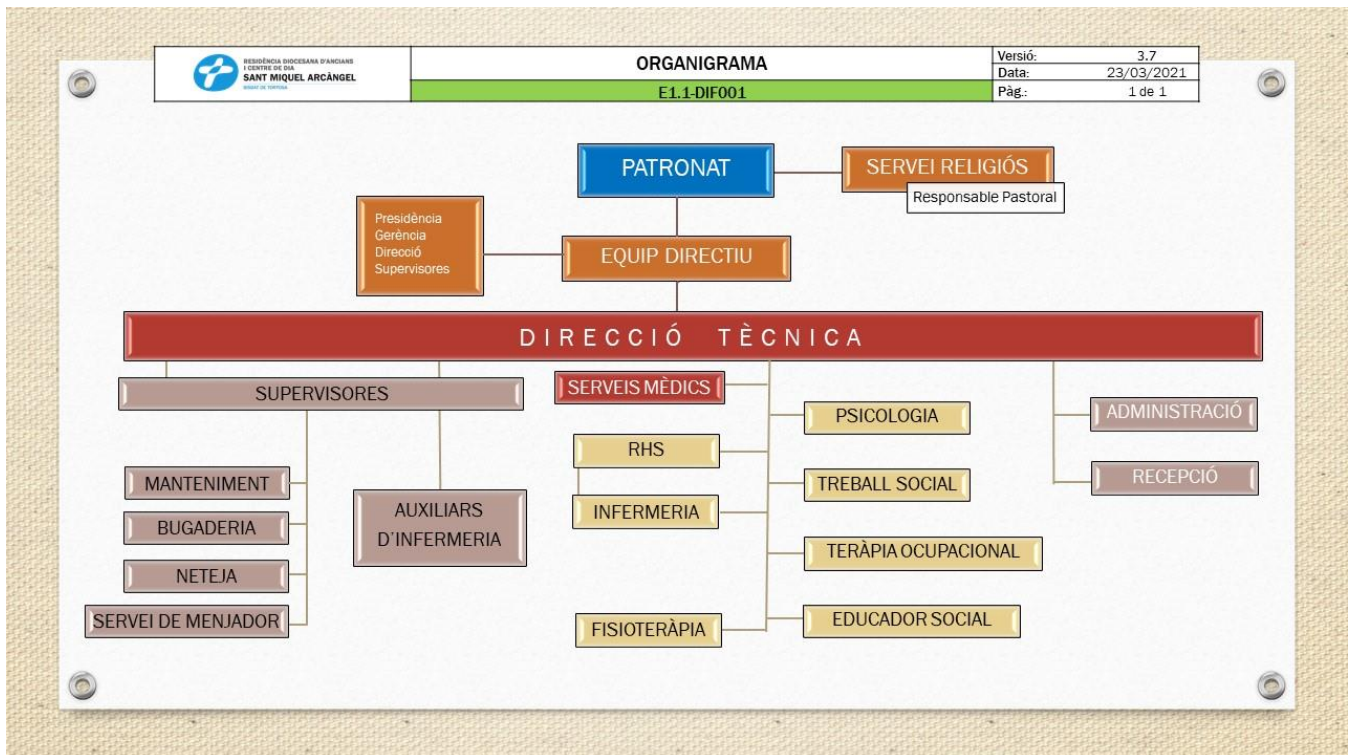 RESIDÈNCIA DIOCESANA D'ANCIANS
I CENTRE DE DIA
SANT MIQUEL ARCÀNGEL
BISBAT DE TORTOSA
ORGANIGRAMA
E1.1-DIF001
Versió: 3.7
Data: 23/03/2021
Pàg.: 1 de 1
PATRONAT
SERVEI RELIGIÓS
Responsable Pastoral
Presidència
Gerència
Direcció
Supervisores
EQUIP DIRECTIU
DIRECCIÓ TÈCNICA
SUPERVISORES
MANTENIMENT
BUGADERIA
NETEJA
SERVEI DE MENJADOR
AUXILIARS
D'INFERMERIA
SERVEIS MÈDICS
RHS
INFERMERIA
FISIOTERÀPIA
PSICOLOGIA
TREBALL SOCIAL
TERÀPIA OCUPACIONAL
EDUCADOR SOCIAL
ADMINISTRACIÓ
RECEPCIÓ